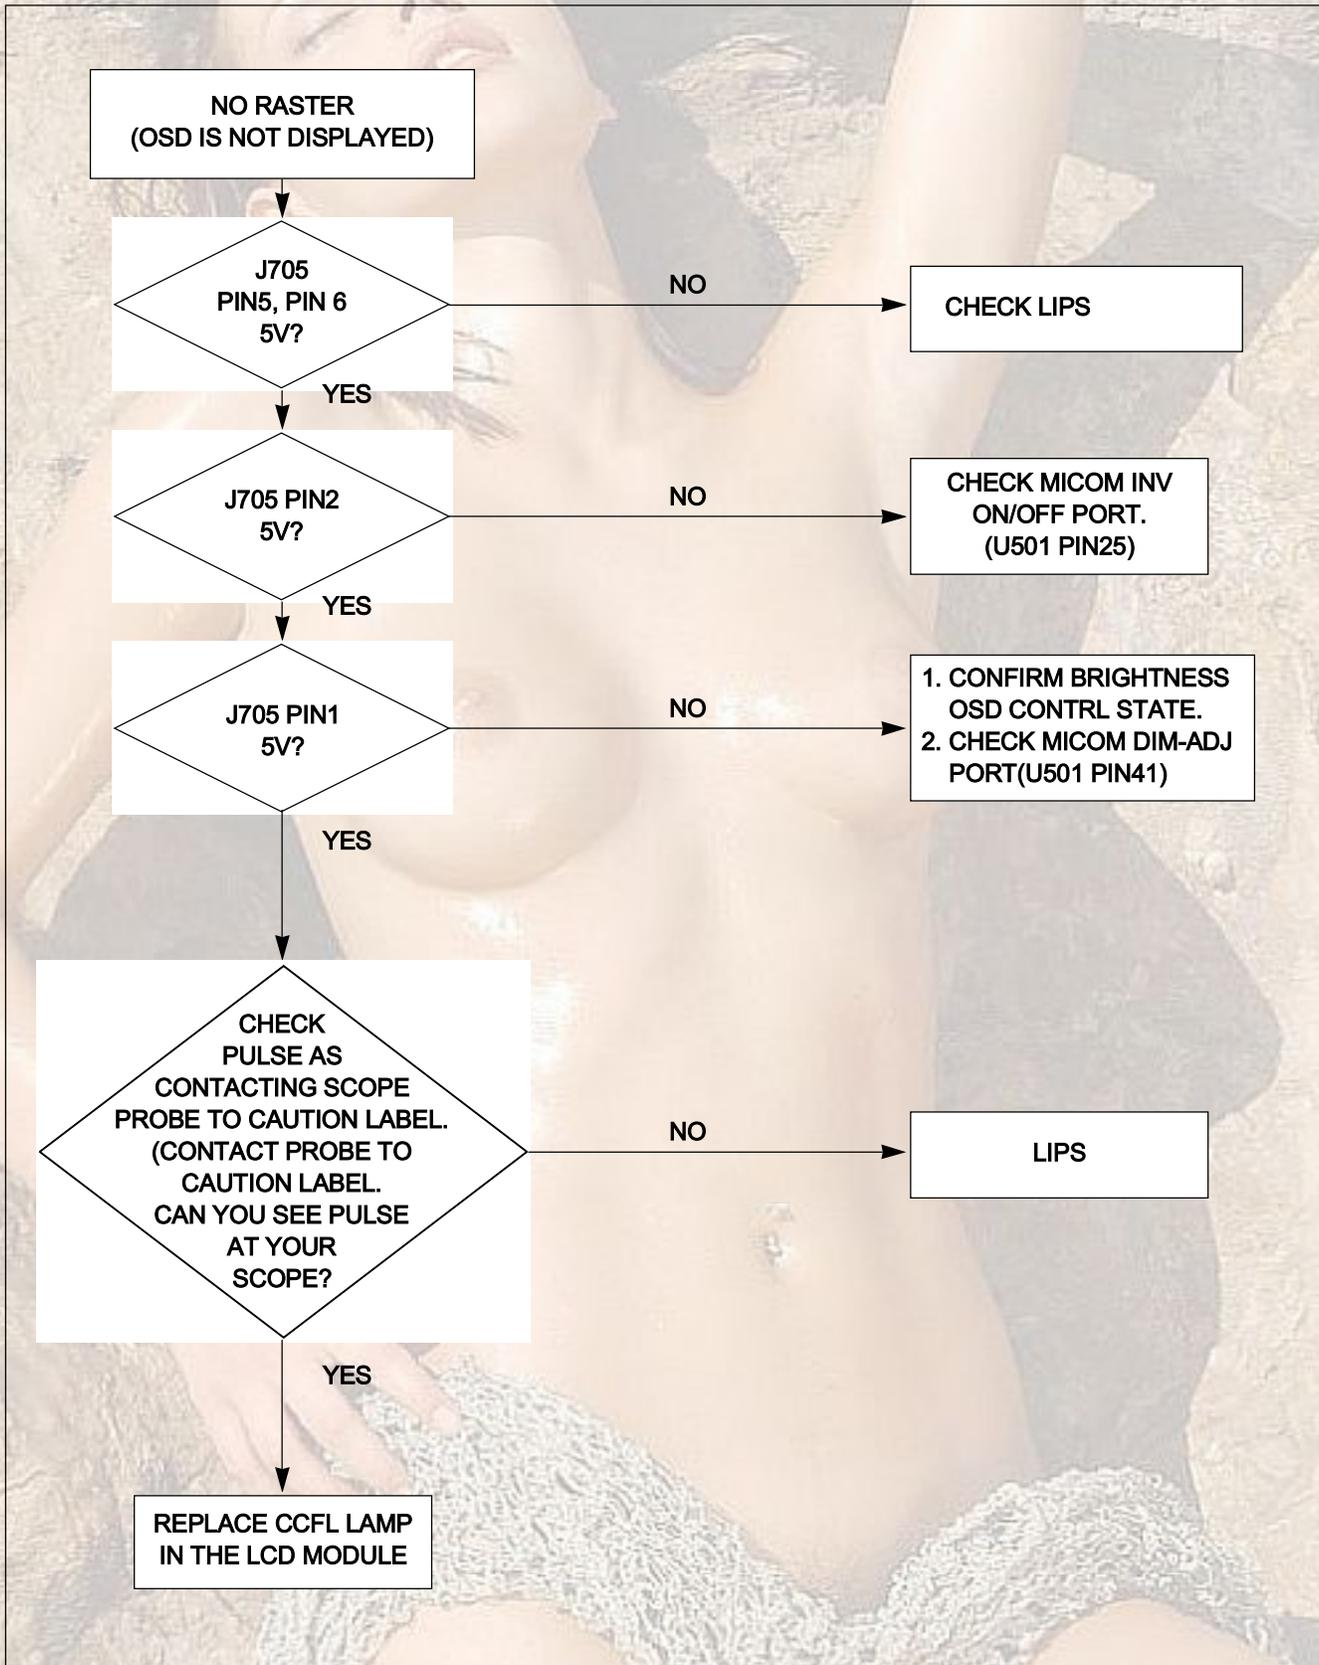 NO RASTER
(OSD IS NOT DISPLAYED)
J705
PIN5, PIN 6
5V?
NO
CHECK LIPS
YES
J705 PIN2
5V?
NO
CHECK MICOM INV
ON/OFF PORT.
(U501 PIN25)
YES
J705 PIN1
5V?
NO
1. CONFIRM BRIGHTNESS
OSD CONTRL STATE.
2. CHECK MICOM DIM-ADJ
PORT(U501 PIN41)
YES
CHECK
PULSE AS
CONTACTING SCOPE
PROBE TO CAUTION LABEL.
(CONTACT PROBE TO
CAUTION LABEL.
CAN YOU SEE PULSE
AT YOUR
SCOPE?
NO
LIPS
YES
REPLACE CCFL LAMP
IN THE LCD MODULE